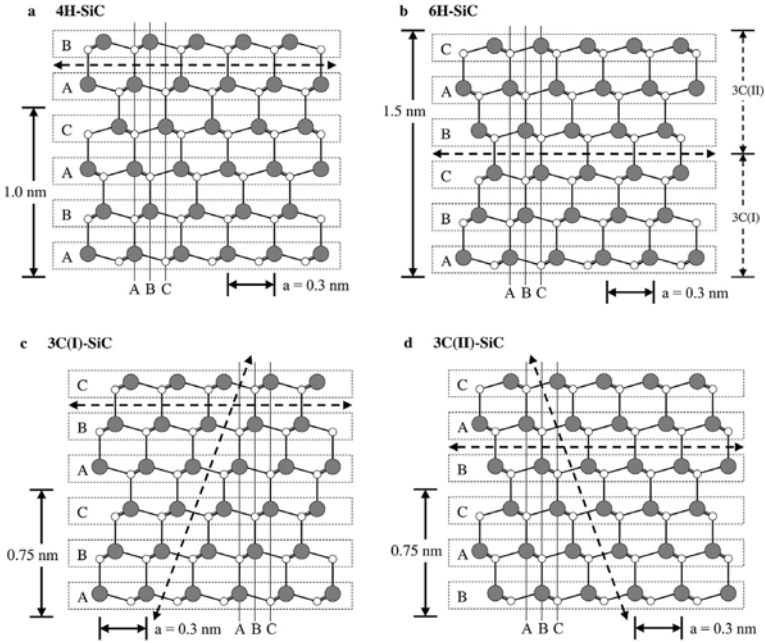 a 4H-SiC
B
A
C
A
B
A
1.0 nm
A B C
a = 0.3 nm
b 6H-SiC
C
A
B
C
B
A
1.5 nm
3C(II)
3C(I)
A B C
a = 0.3 nm
c 3C(I)-SiC
C
B
A
C
B
A
0.75 nm
a = 0.3 nm
A B C
d 3C(II)-SiC
C
A
B
C
A
B
0.75 nm
A B C
a = 0.3 nm